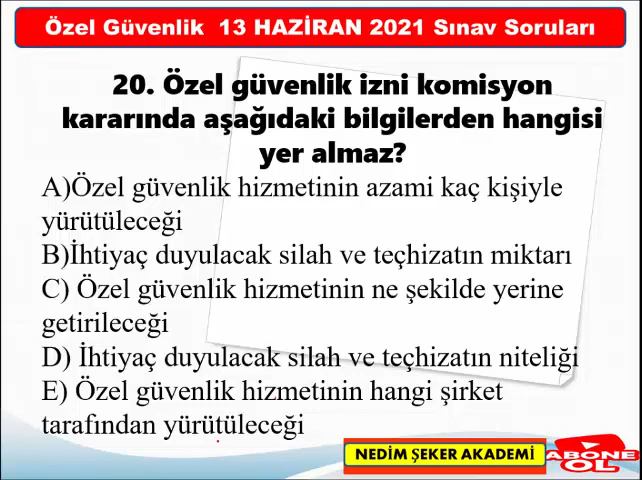 Özel Güvenlik 13 HAZİRAN 2021 Sınav Soruları
20. Özel güvenlik izni komisyon
kararında aşağıdaki bilgilerden hangisi
yer almaz?
A)Özel güvenlik hizmetinin azami kaç kişiyle
yürütüleceği
B)İhtiyaç duyulacak silah ve teçhizatın miktarı
C) Özel güvenlik hizmetinin ne şekilde yerine
getirileceği
D) İhtiyaç duyulacak silah ve teçhizatın niteliği
E) Özel güvenlik hizmetinin hangi şirket
tarafından yürütüleceği
NEDİM ŞEKER AKADEMİ
ABONE
OL